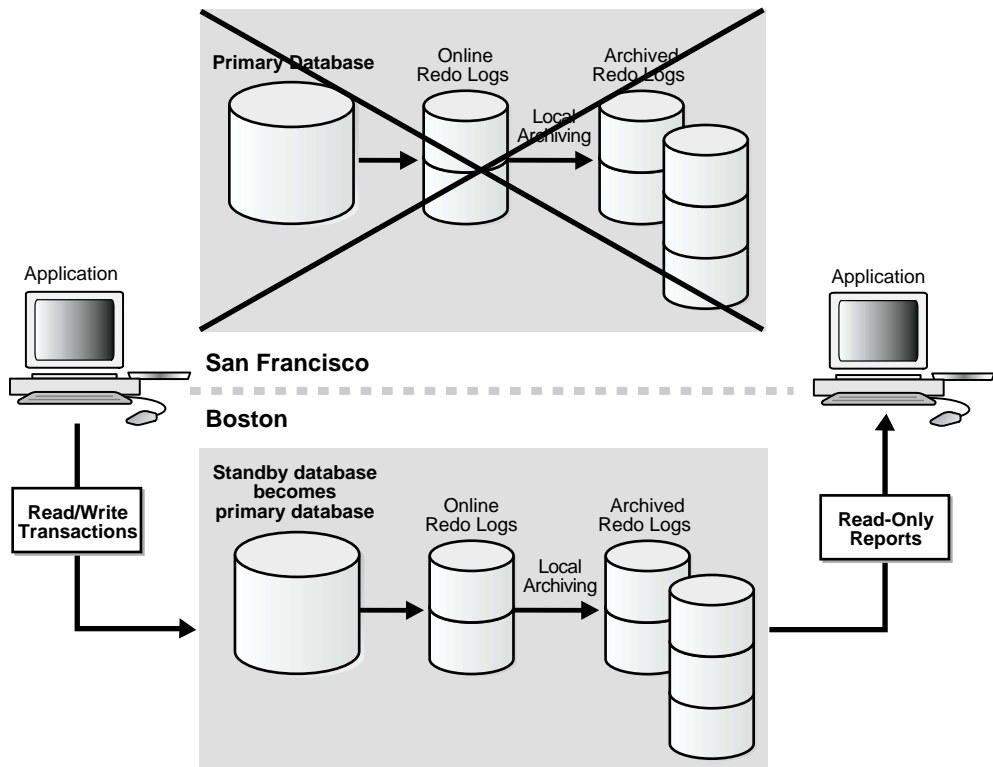 Primary Database
Online
Redo Logs
Archived
Redo Logs
Local
Archiving
Application
Application
San Francisco
Boston
Standby database
becomes
primary database
Online
Redo Logs
Archived
Redo Logs
Local
Archiving
Read/Write
Transactions
Read-Only
Reports